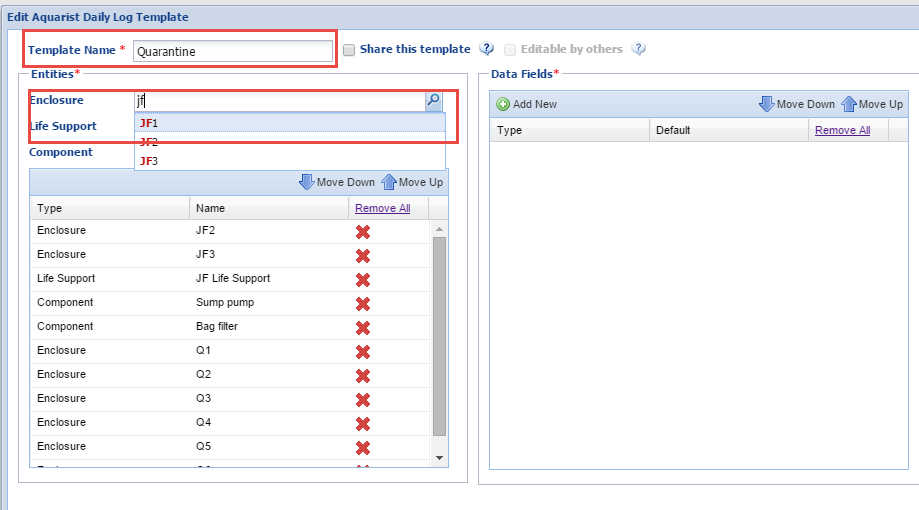 Edit Aquarist Daily Log Template
Template Name * Quarantine Share this template ? Editable by others ?
Entities* Data Fields*
Enclosure jf
Add New Move Down Move Up
Life Support JF1
Type Default Remove All
JF2
Component JF3
Move Down Move Up
Type Name Remove All
Enclosure JF2
Enclosure JF3
Life Support JF Life Support
Component Sump pump
Component Bag filter
Enclosure Q1
Enclosure Q2
Enclosure Q3
Enclosure Q4
Enclosure Q5